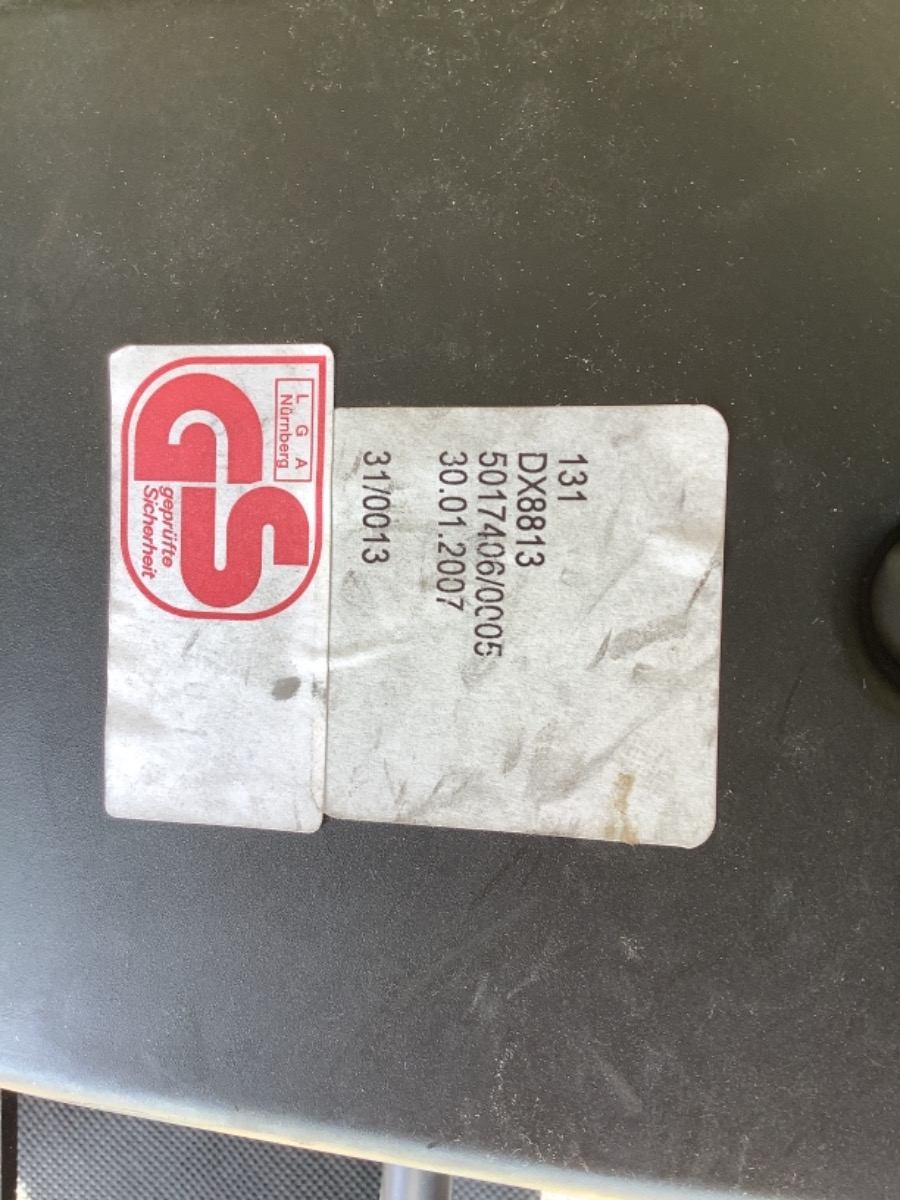 131
DX8813
5017406/0005
30.01.2007
31/0013
L G A
Nürnberg
GS
geprüfte
Sicherheit